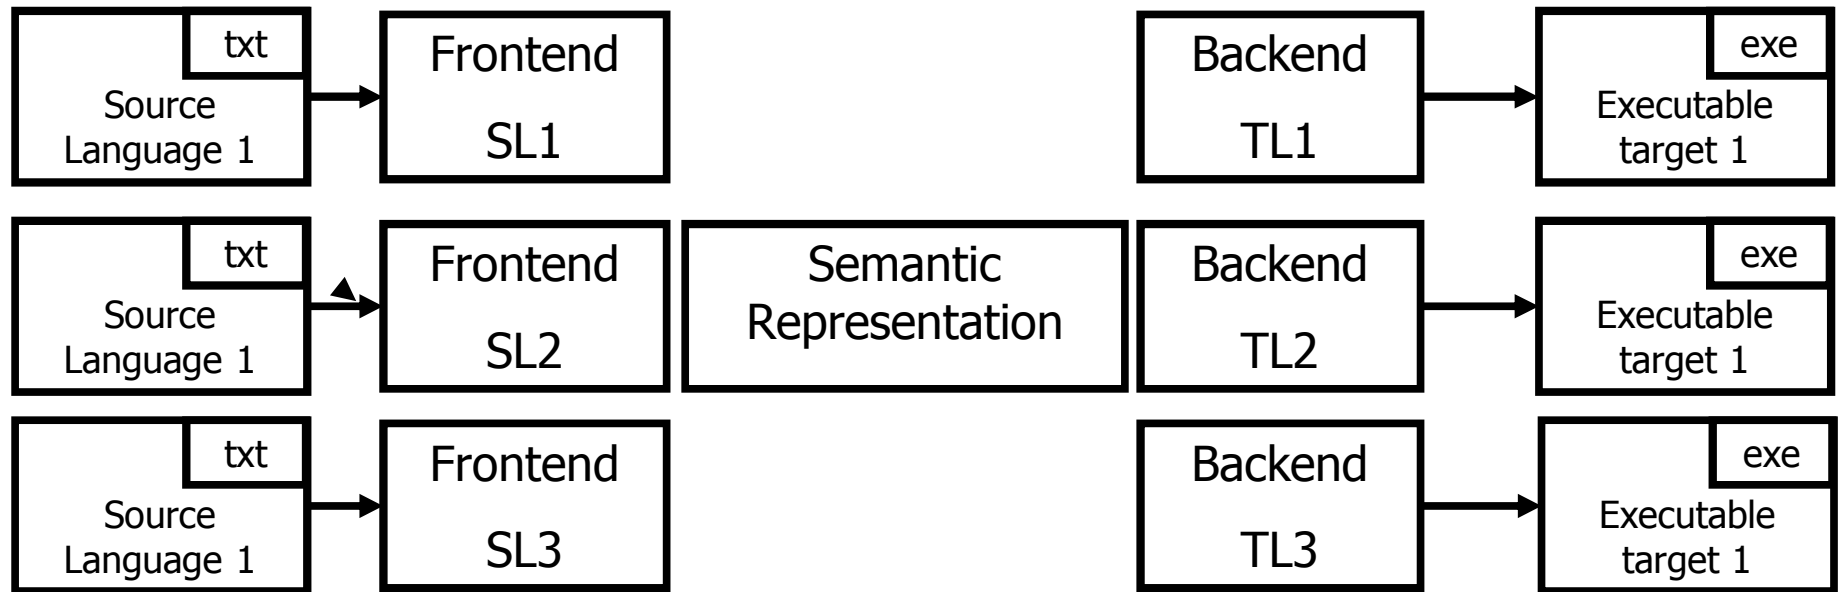 txt
Source
Language 1
Frontend
SL1
Backend
TL1
exe
Executable
target 1
txt
Source
Language 1
Frontend
SL2
Semantic
Representation
Backend
TL2
exe
Executable
target 1
txt
Source
Language 1
Frontend
SL3
Backend
TL3
exe
Executable
target 1